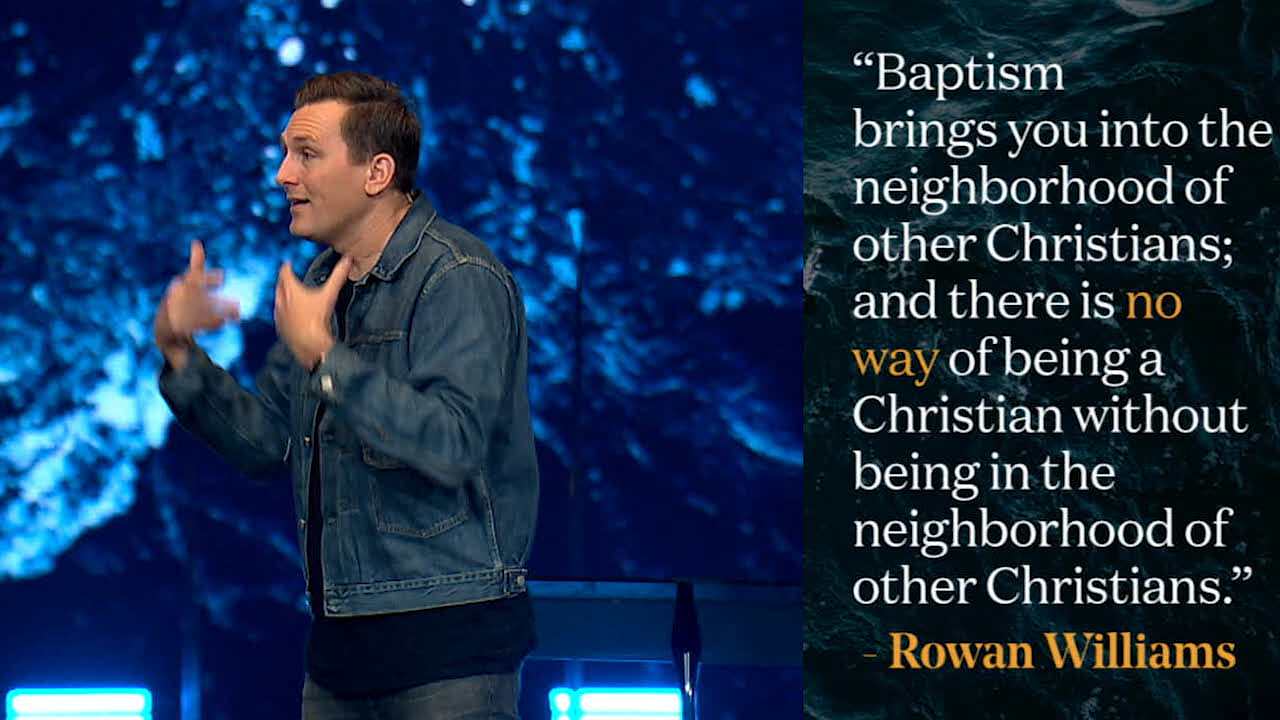 “Baptism
brings you into the
neighborhood of
other Christians;
and there is no
way of being a
Christian without
being in the
neighborhood of
other Christians.”
- Rowan Williams